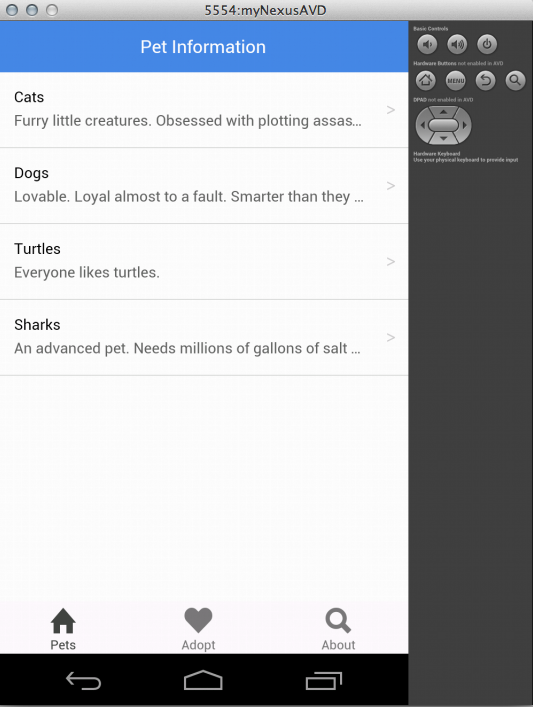 5554:myNexusAVD
Pet Information
Cats
Furry little creatures. Obsessed with plotting assas...
>
Dogs
Lovable. Loyal almost to a fault. Smarter than they ...
>
Turtles
Everyone likes turtles.
>
Sharks
An advanced pet. Needs millions of gallons of salt ...
>
Pets
Adopt
About
Basic Controls
Hardware Buttons not enabled in AVD
MENU
DPAD not enabled in AVD
Hardware Keyboard
Use your physical keyboard to provide input